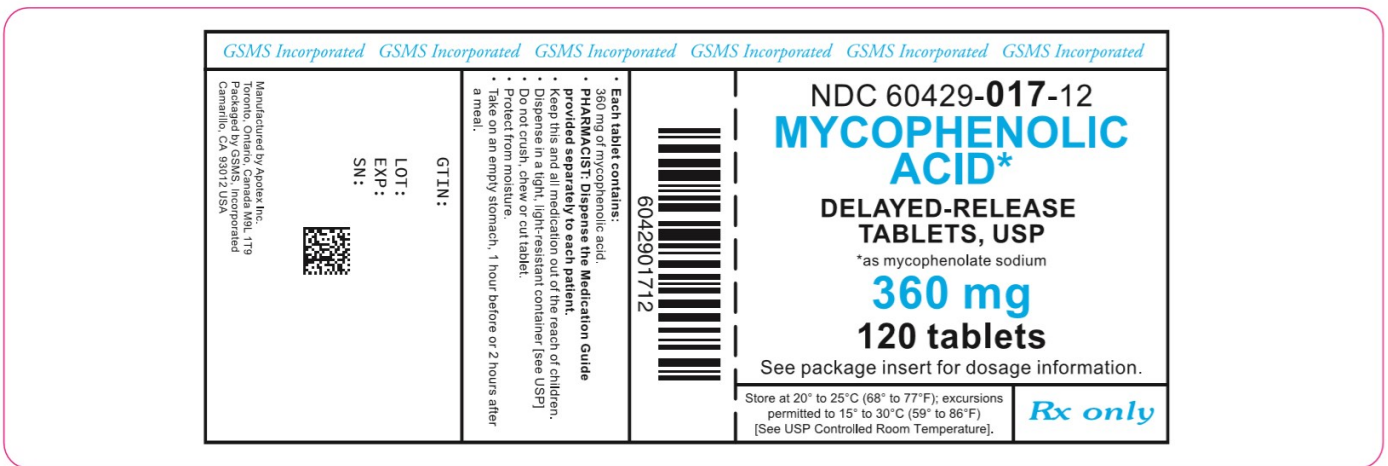 GSMS Incorporated GSMS Incorporated GSMS Incorporated GSMS Incorporated GSMS Incorporated GSMS Incorporated
NDC 60429-017-12
MYCOPHENOLIC
ACID*
DELAYED-RELEASE
TABLETS, USP
*as mycophenolate sodium
360 mg
120 tablets
See package insert for dosage information.
Store at 20° to 25°C (68° to 77°F); excursions
permitted to 15° to 30°C (59° to 86°F)
[See USP Controlled Room Temperature].
Rx only
6042901712
• Each tablet contains:
360 mg of mycophenolic acid.
• PHARMACIST: Dispense the Medication Guide
provided separately to each patient.
• Keep this and all medication out of the reach of children.
• Dispense in a tight, light-resistant container [see USP]
• Do not crush, chew or cut tablet.
• Protect from moisture.
• Take on an empty stomach, 1 hour before or 2 hours after
a meal.
GTIN:
LOT:
EXP:
SN:
Manufactured by Apotex Inc.
Toronto, Ontario, Canada M9L 1T9
Packaged by GSMS, Incorporated
Camarillo, CA 93012 USA